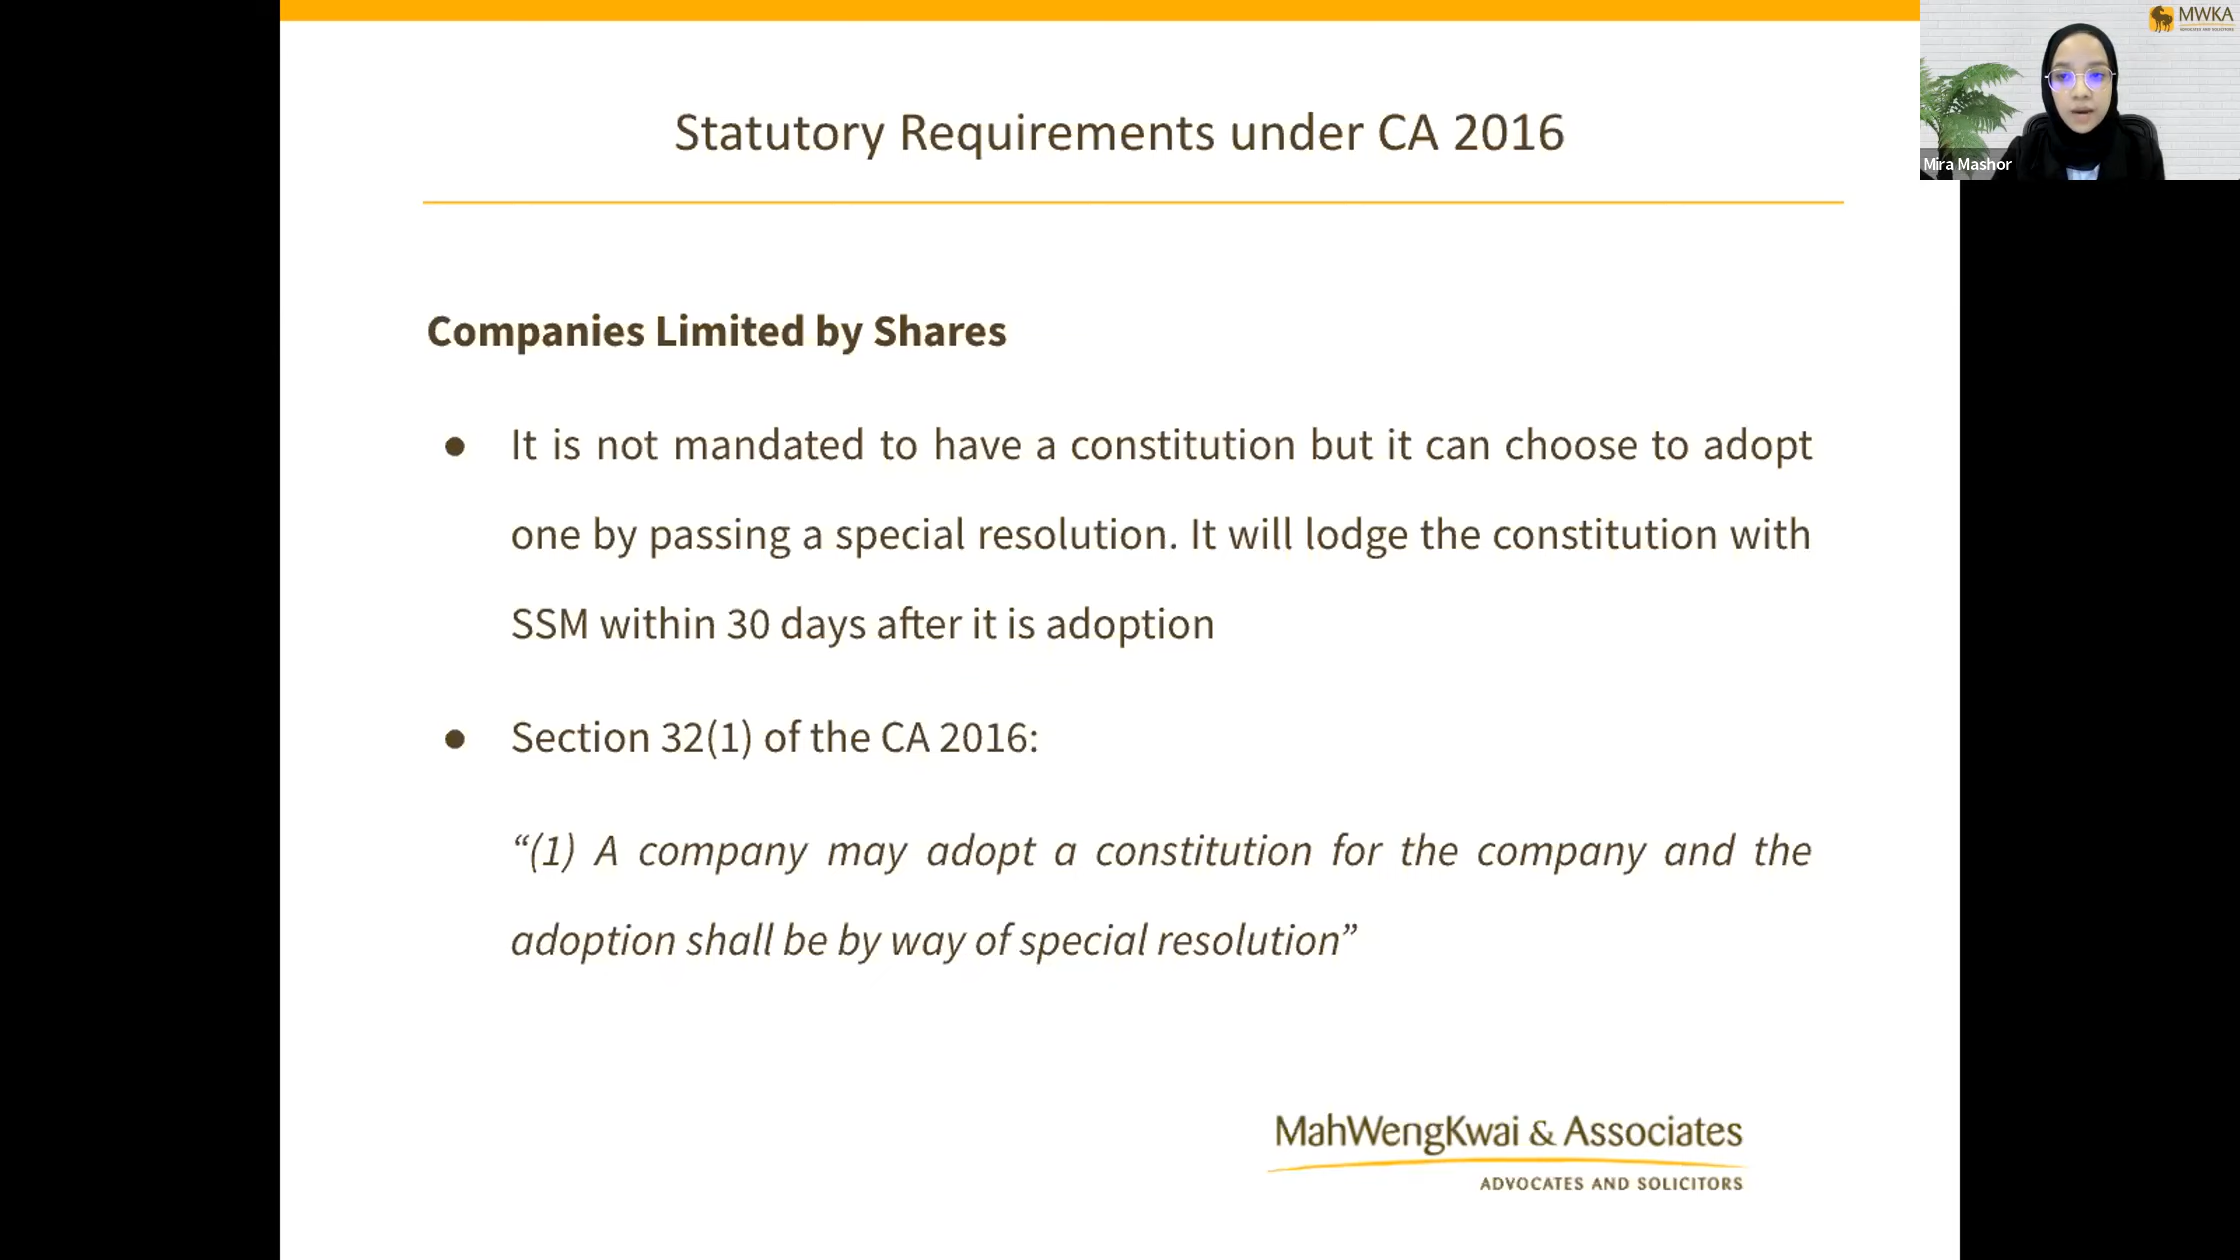 Statutory Requirements under CA 2016
Companies Limited by Shares
● It is not mandated to have a constitution but it can choose to adopt
one by passing a special resolution. It will lodge the constitution with
SSM within 30 days after it is adoption
● Section 32(1) of the CA 2016:
“(1) A company may adopt a constitution for the company and the
adoption shall be by way of special resolution”
MahWengKwai & Associates
ADVOCATES AND SOLICITORS
MWKA
ADVOCATES AND SOLICITORS
Mira Mashor